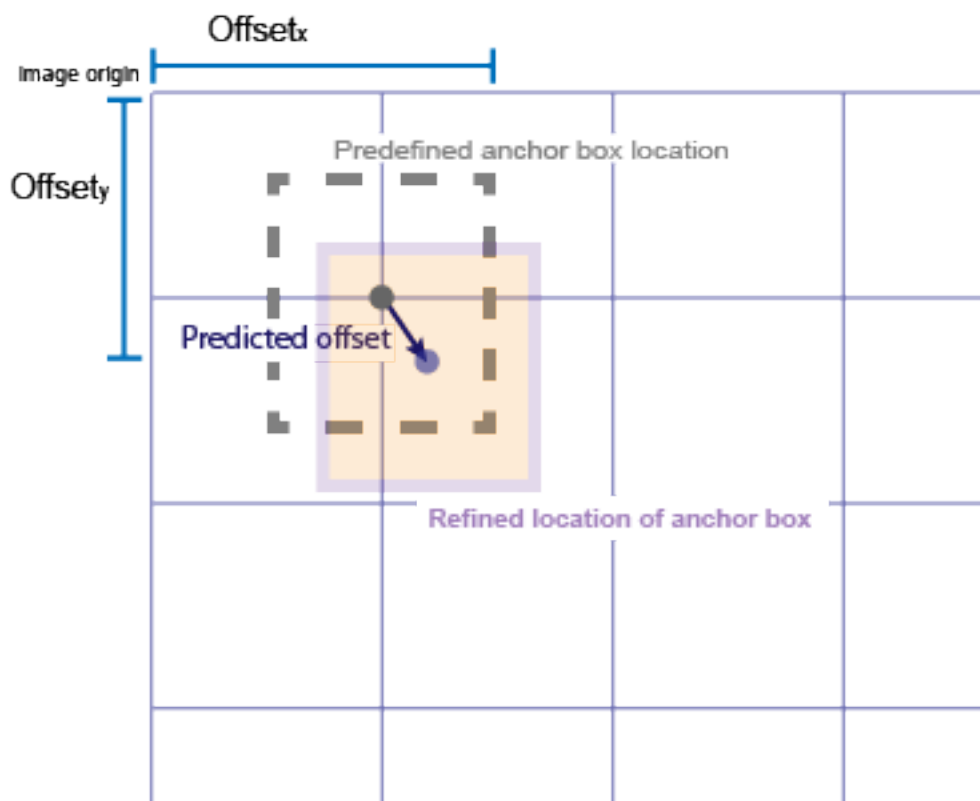 Offsetx
Image origin
Predefined anchor box location
Offsety
Predicted offset
Refined location of anchor box